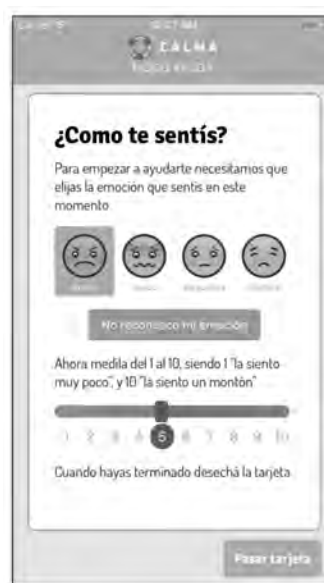 CALMA
¿Como te sentís?
Para empezar a ayudarte necesitamos que
elijas la emoción que sentis en este
momento
No reconozco mi emoción
Ahora medila del 1 al 10, siendo 1 "la siento
muy poco", y 10 "la siento un montón"
1 2 3 4 5 6 7 8 9 10
Cuando hayas terminado desechá la tarjeta
Pasar tarjeta